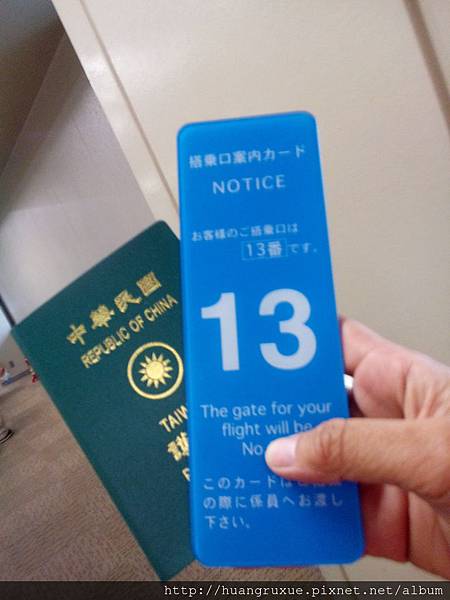 中華民國
REPUBLIC OF CHINA
TAIW
搭乗口案内カード
NOTICE
お客様のご搭乗口は
13番です。
13
The gate for your
flight will be
No
このカードは
の際に係員へお渡し
下さい。
http://huangruxue.pixnet.net/album